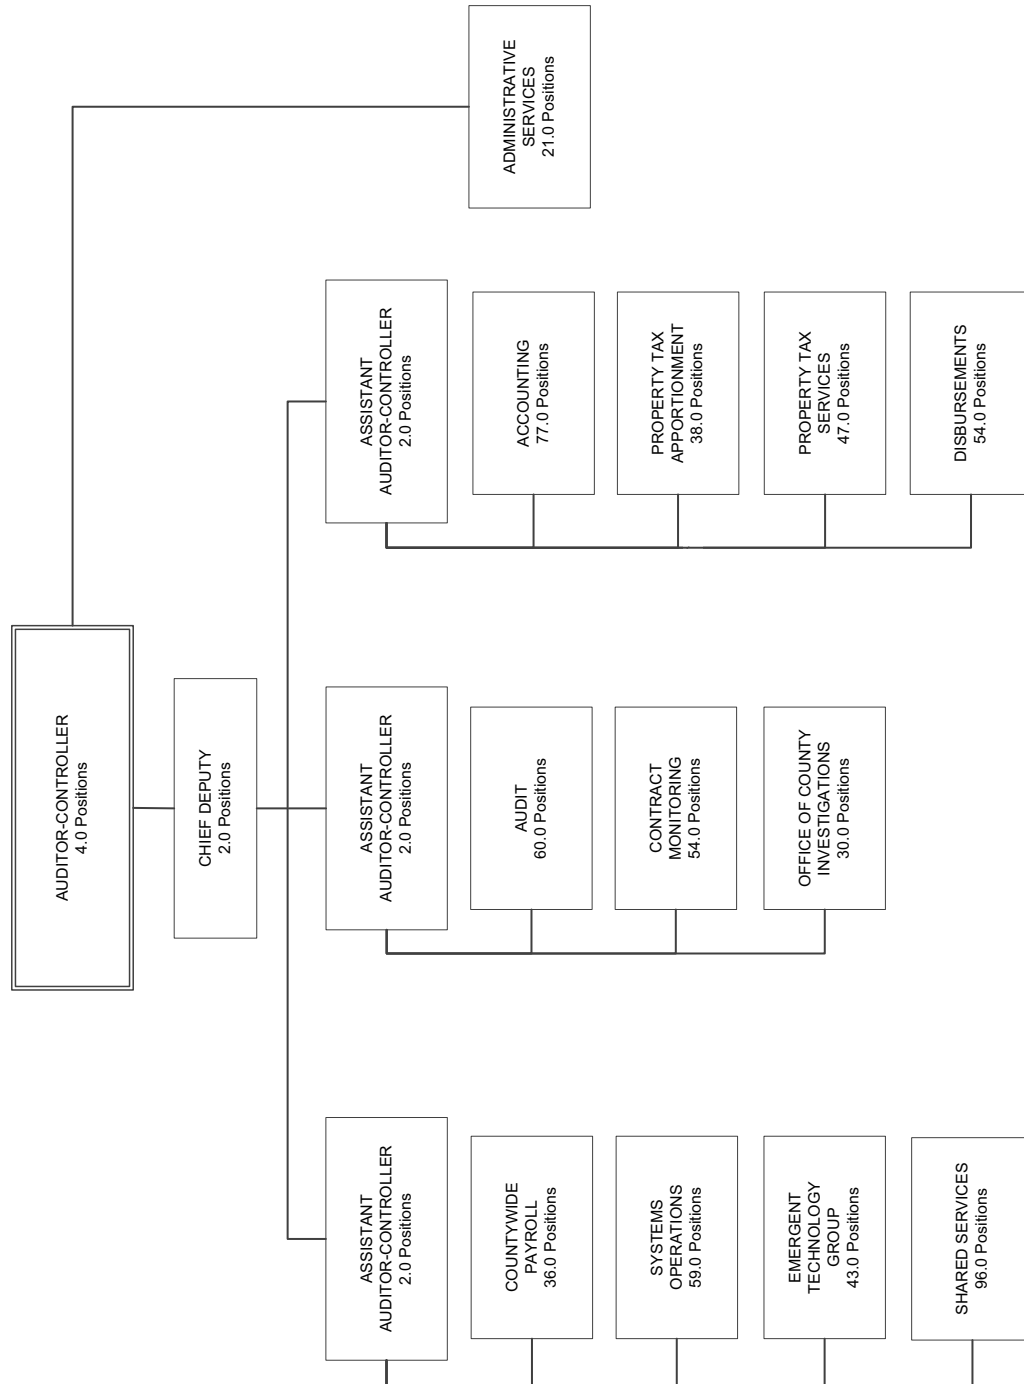 AUDITOR-CONTROLLER
4.0 Positions
CHIEF DEPUTY
2.0 Positions
ADMINISTRATIVE
SERVICES
21.0 Positions
ASSISTANT
AUDITOR-CONTROLLER
2.0 Positions
COUNTYWIDE
PAYROLL
36.0 Positions
SYSTEMS
OPERATIONS
59.0 Positions
EMERGENT
TECHNOLOGY
GROUP
43.0 Positions
SHARED SERVICES
96.0 Positions
ASSISTANT
AUDITOR-CONTROLLER
2.0 Positions
AUDIT
60.0 Positions
CONTRACT
MONITORING
54.0 Positions
OFFICE OF COUNTY
INVESTIGATIONS
30.0 Positions
ASSISTANT
AUDITOR-CONTROLLER
2.0 Positions
ACCOUNTING
77.0 Positions
PROPERTY TAX
APPORTIONMENT
38.0 Positions
PROPERTY TAX
SERVICES
47.0 Positions
DISBURSEMENTS
54.0 Positions